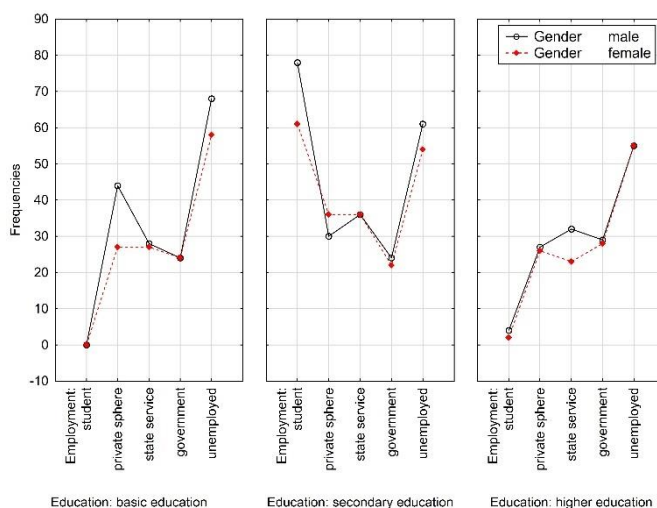 90
80
70
60
50
40
30
20
10
0
-10
Frequencies
Gender male
Gender female
Employment:
student
private sphere
state service
government
unemployed
Education: basic education
Employment:
student
private sphere
state service
government
unemployed
Education: secondary education
Employment:
student
private sphere
state service
government
unemployed
Education: higher education